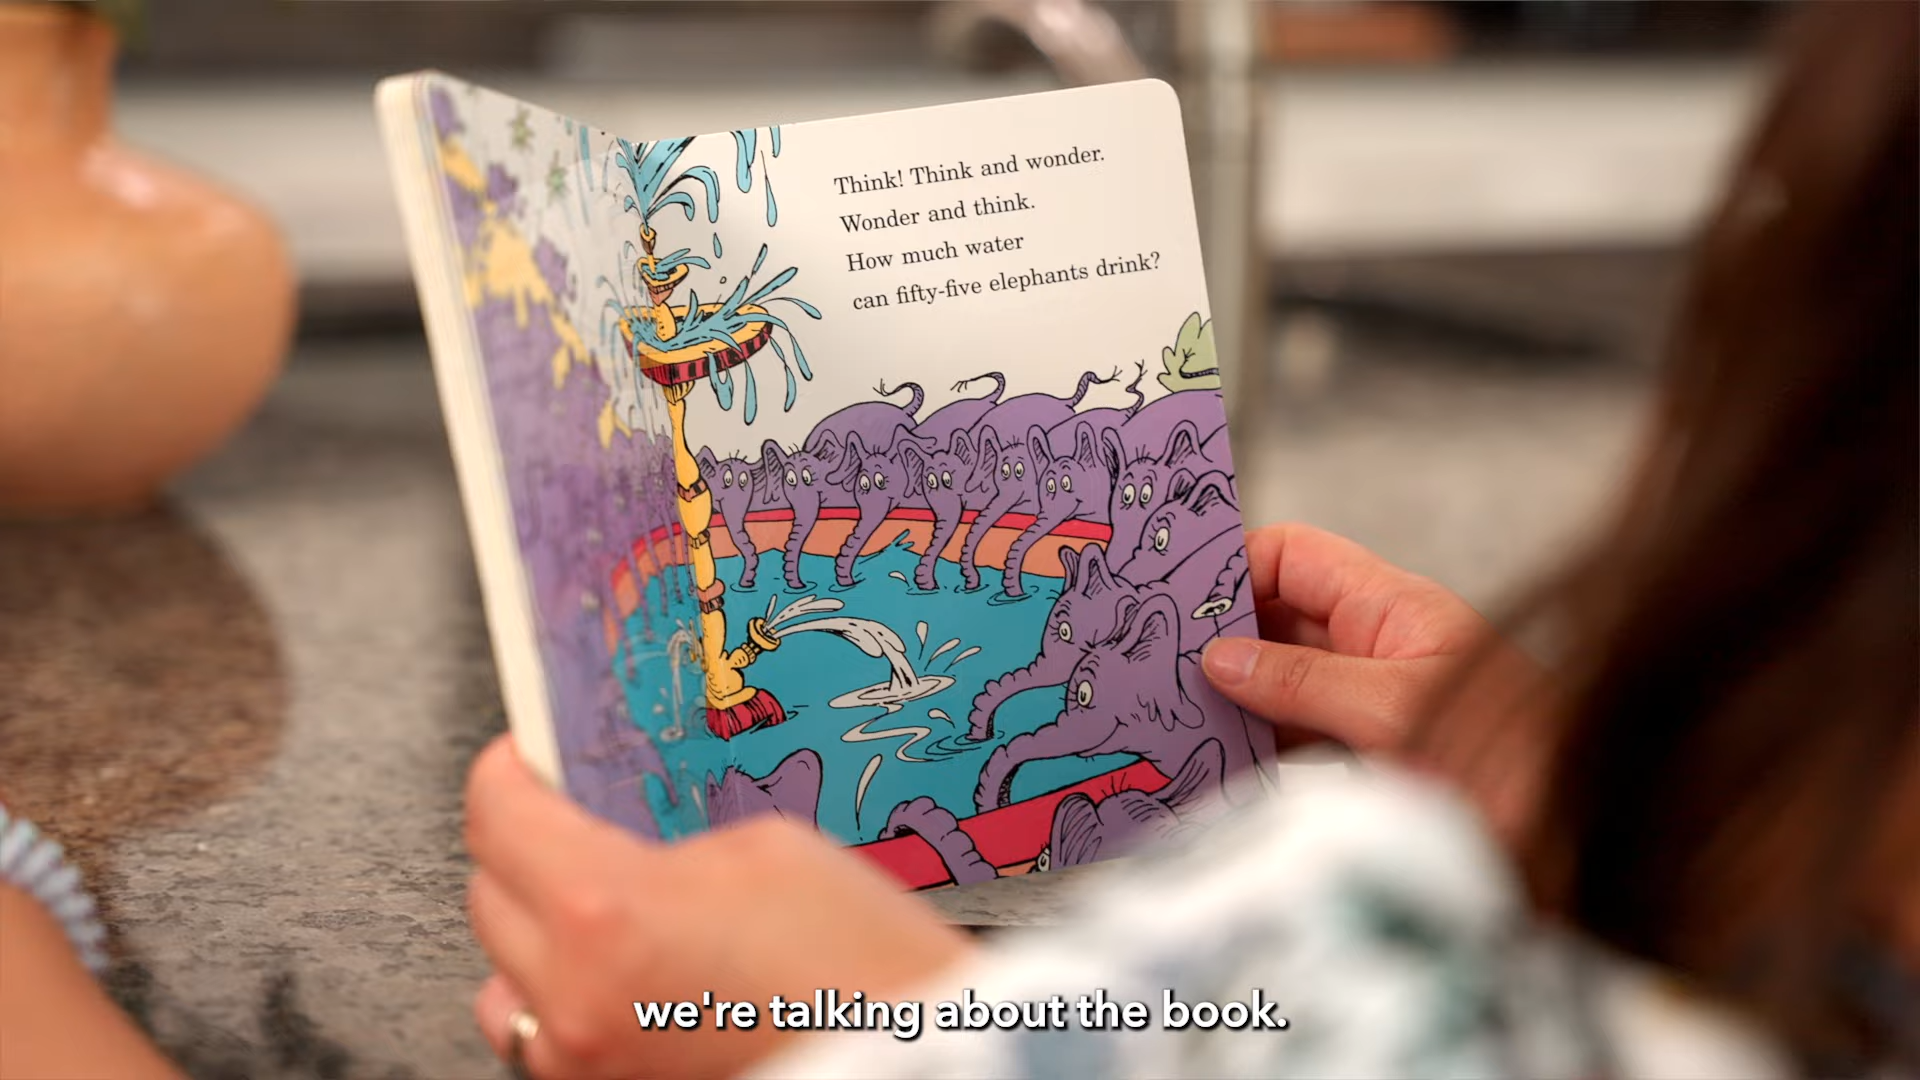 Think! Think and wonder.
Wonder and think.
How much water
can fifty-five elephants drink?
we're talking about the book.